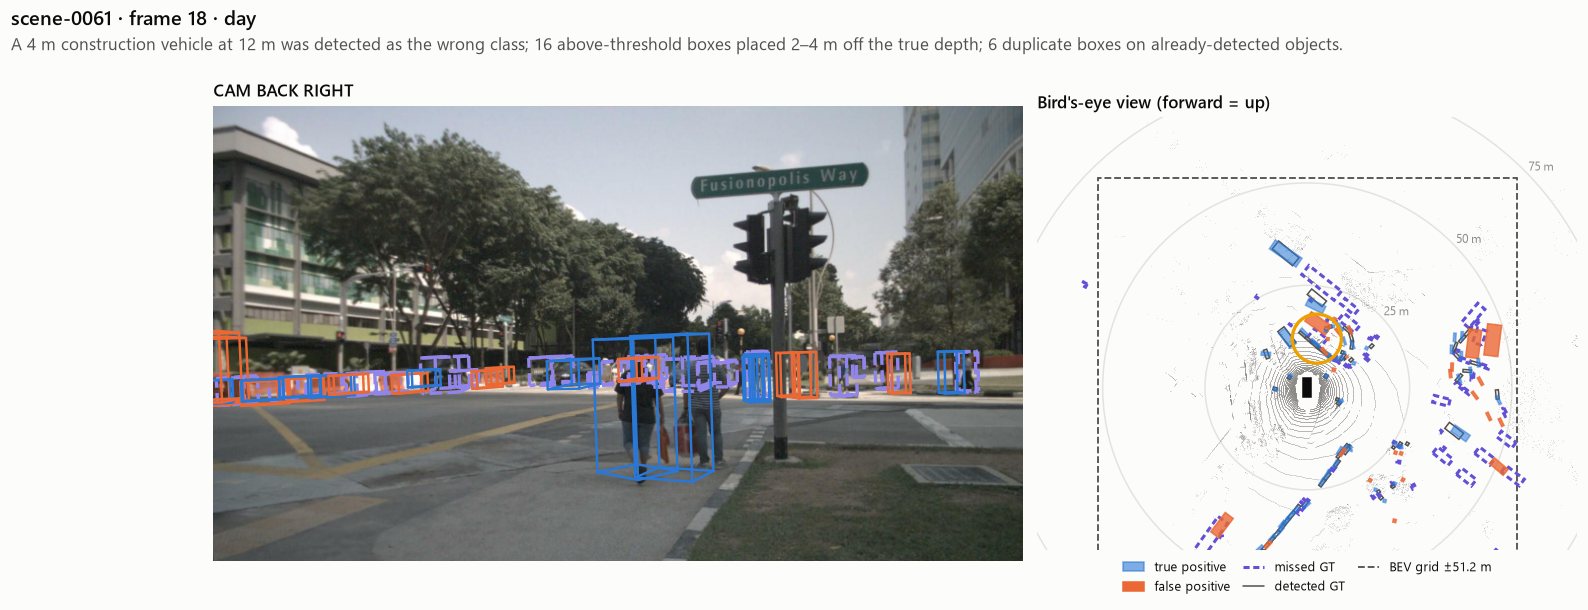 scene-0061 · frame 18 · day
A 4 m construction vehicle at 12 m was detected as the wrong class; 16 above-threshold boxes placed 2–4 m off the true depth; 6 duplicate boxes on already-detected objects.
CAM BACK RIGHT
Bird's-eye view (forward = up)
Fusionopolis Way
75 m
50 m
25 m
true positive
missed GT
BEV grid ±51.2 m
false positive
detected GT